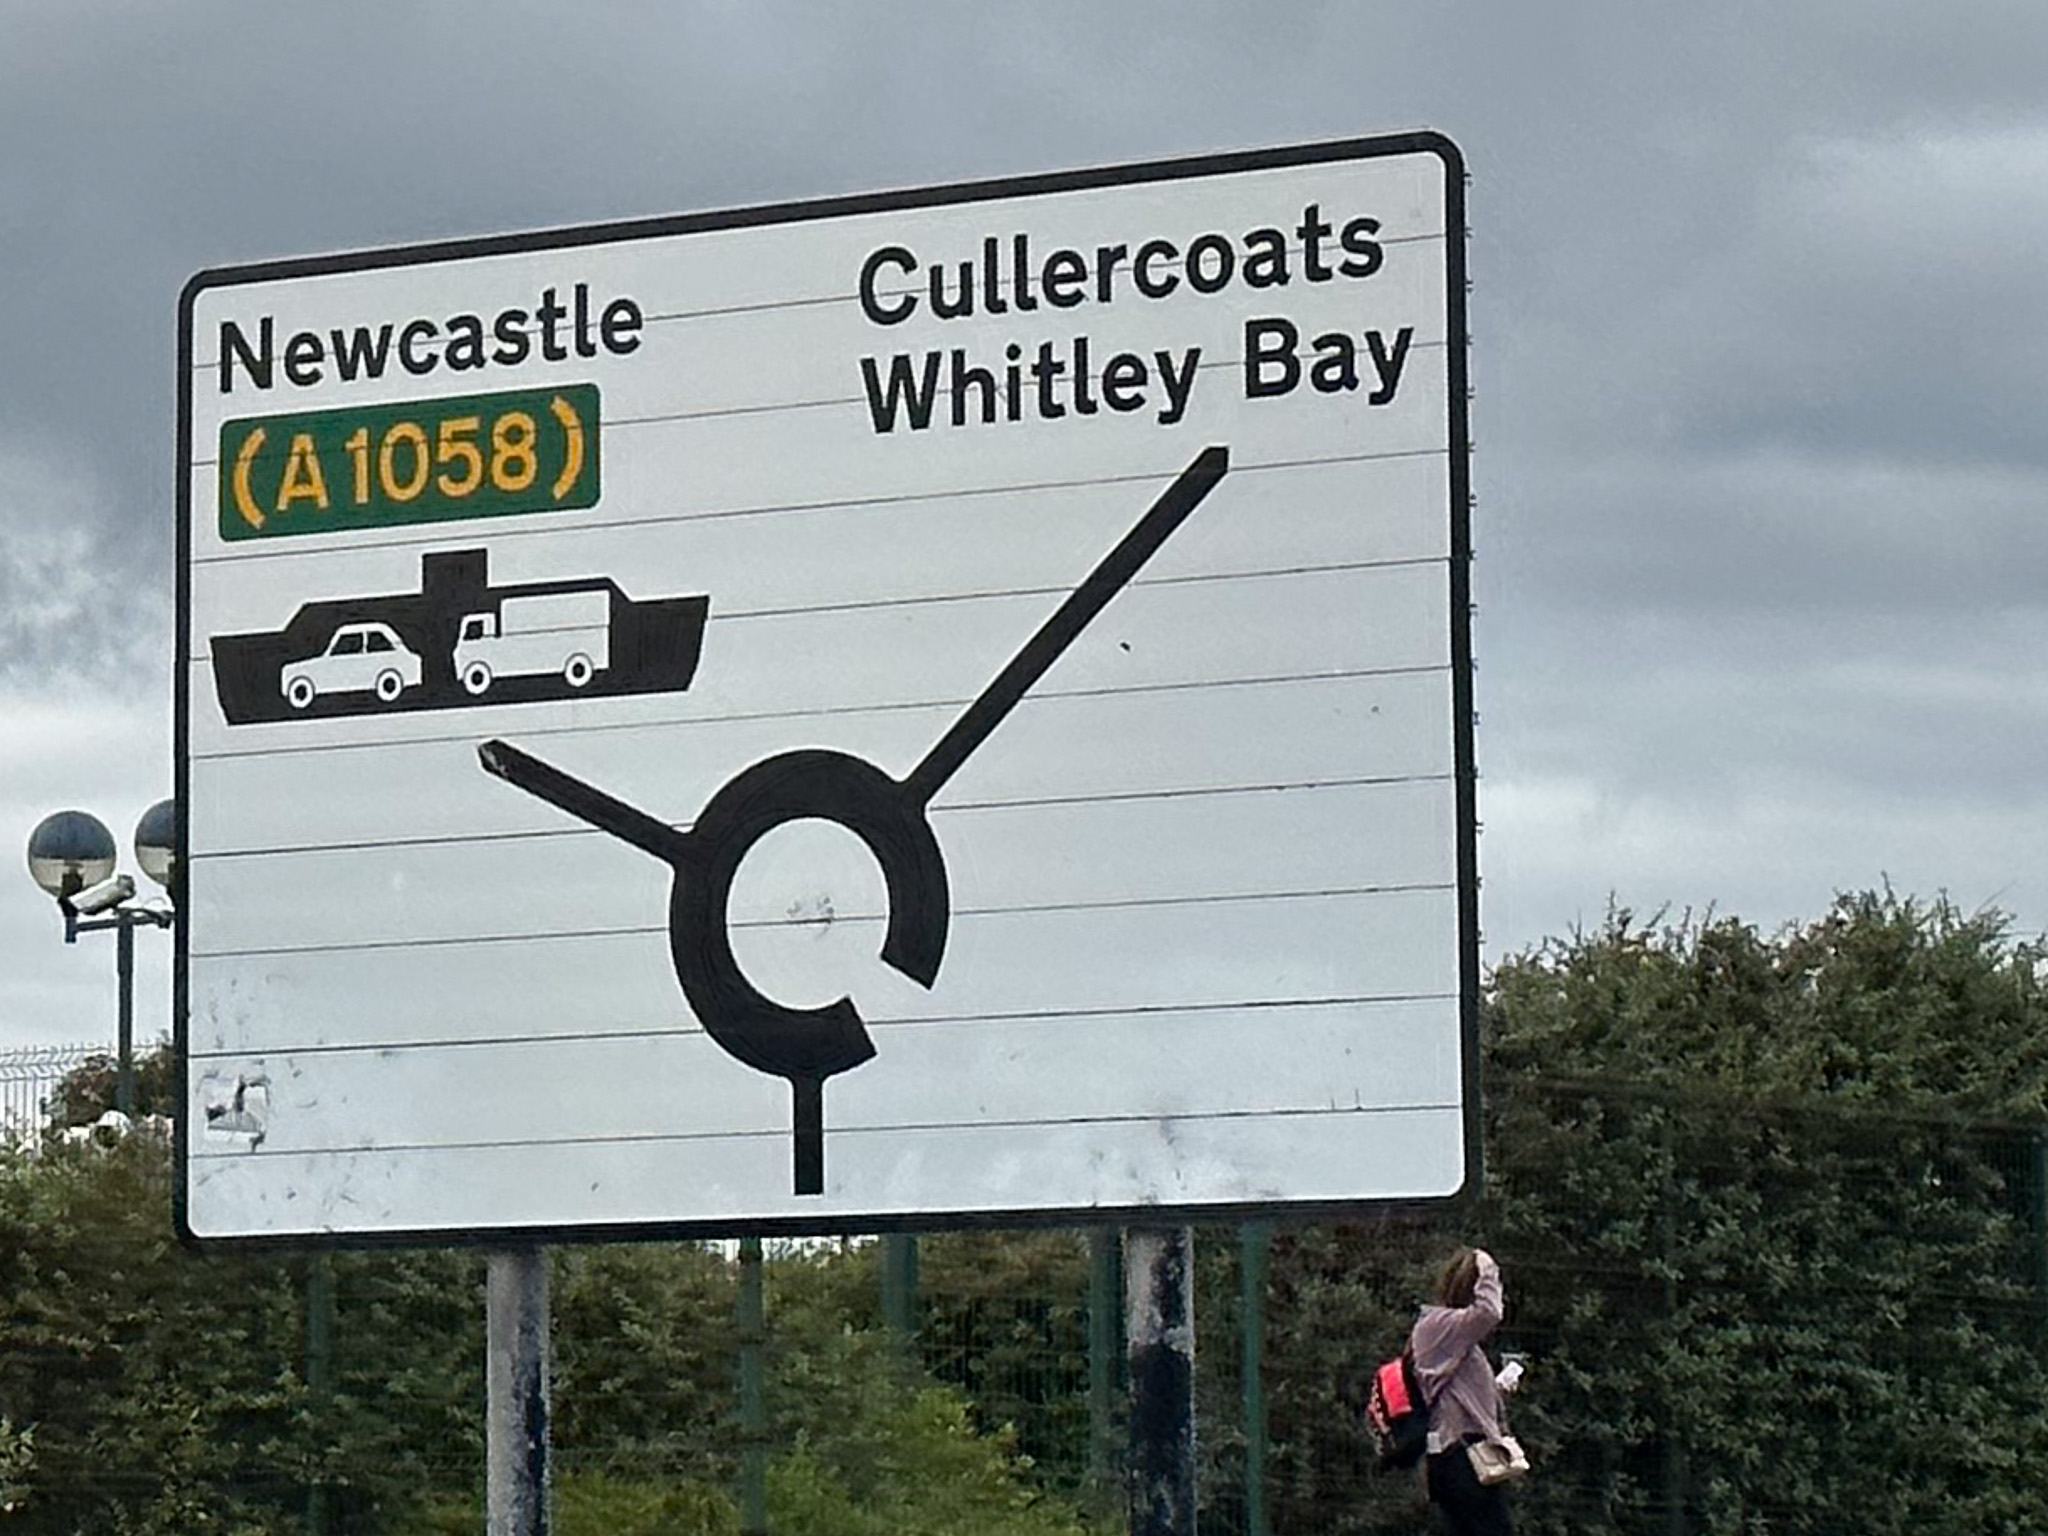 Newcastle
(A1058)
Cullercoats
Whitley Bay